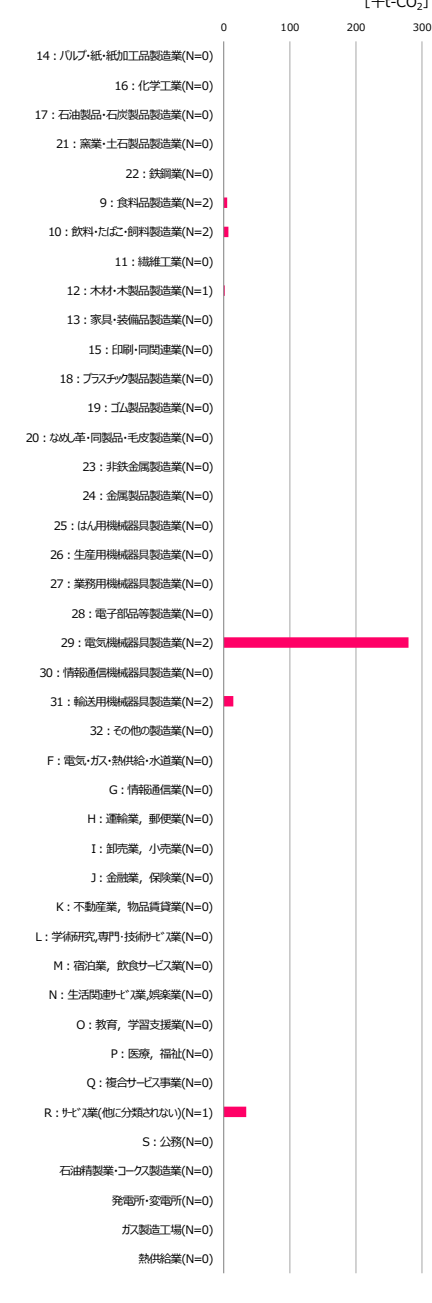 [千t-CO₂]
0 100 200 300
14：パルプ・紙・紙加工品製造業(N=0)
16：化学工業(N=0)
17：石油製品・石炭製品製造業(N=0)
21：窯業・土石製品製造業(N=0)
22：鉄鋼業(N=0)
9：食料品製造業(N=2)
10：飲料・たばこ・飼料製造業(N=2)
11：繊維工業(N=0)
12：木材・木製品製造業(N=1)
13：家具・装備品製造業(N=0)
15：印刷・同関連業(N=0)
18：プラスチック製品製造業(N=0)
19：ゴム製品製造業(N=0)
20：なめし革・同製品・毛皮製造業(N=0)
23：非鉄金属製造業(N=0)
24：金属製品製造業(N=0)
25：はん用機械器具製造業(N=0)
26：生産用機械器具製造業(N=0)
27：業務用機械器具製造業(N=0)
28：電子部品等製造業(N=0)
29：電気機械器具製造業(N=2)
30：情報通信機械器具製造業(N=0)
31：輸送用機械器具製造業(N=2)
32：その他の製造業(N=0)
F：電気・ガス・熱供給・水道業(N=0)
G：情報通信業(N=0)
H：運輸業，郵便業(N=0)
I：卸売業，小売業(N=0)
J：金融業，保険業(N=0)
K：不動産業，物品賃貸業(N=0)
L：学術研究,専門・技術ｻｰﾋﾞｽ業(N=0)
M：宿泊業，飲食サービス業(N=0)
N：生活関連ｻｰﾋﾞｽ業,娯楽業(N=0)
O：教育，学習支援業(N=0)
P：医療，福祉(N=0)
Q：複合サービス事業(N=0)
R：ｻｰﾋﾞｽ業(他に分類されない)(N=1)
S：公務(N=0)
石油精製業・コークス製造業(N=0)
発電所・変電所(N=0)
ガス製造工場(N=0)
熱供給業(N=0)